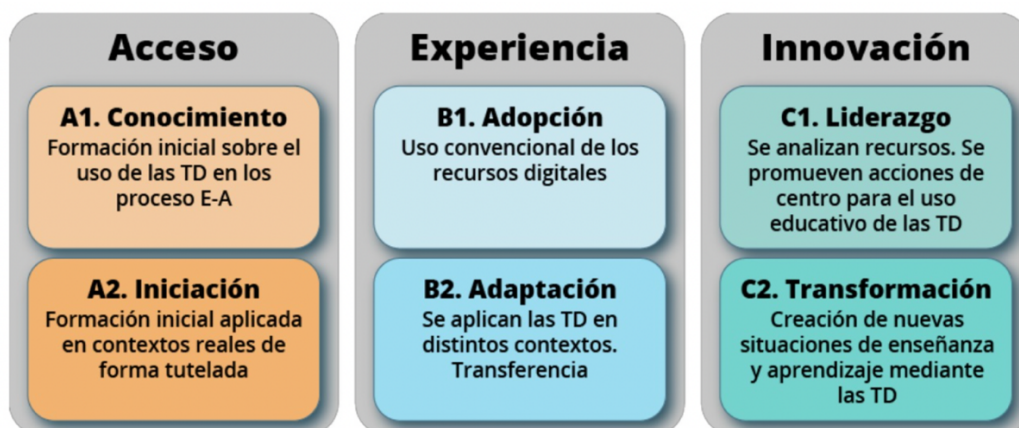 Acceso
A1. Conocimiento
Formación inicial sobre el
uso de las TD en los
proceso E-A
A2. Iniciación
Formación inicial aplicada
en contextos reales de
forma tutelada
Experiencia
B1. Adopción
Uso convencional de los
recursos digitales
B2. Adaptación
Se aplican las TD en
distintos contextos.
Transferencia
Innovación
C1. Liderazgo
Se analizan recursos. Se
promueven acciones de
centro para el uso
educativo de las TD
C2. Transformación
Creación de nuevas
situaciones de enseñanza
y aprendizaje mediante
las TD